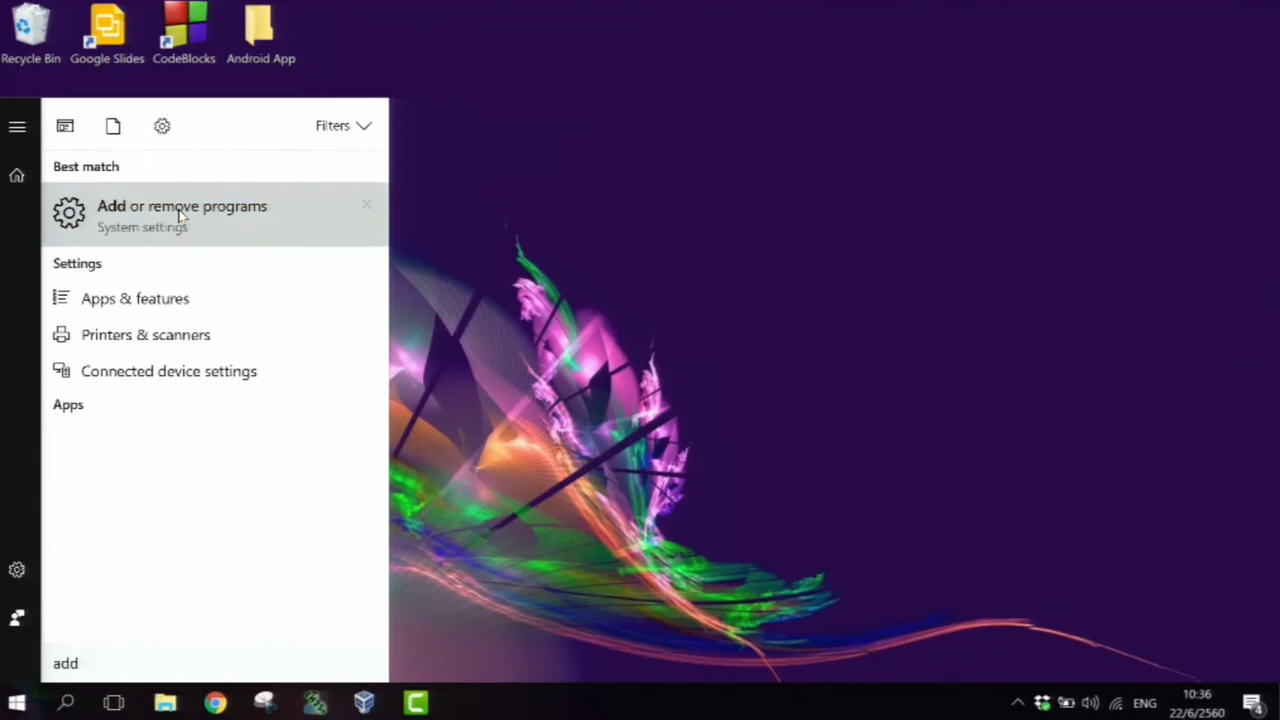 Recycle Bin
Google Slides
CodeBlocks
Android App
Filters
Best match
Add or remove programs
System settings
Settings
Apps & features
Printers & scanners
Connected device settings
Apps
add
ENG
10:36
22/6/2560
4